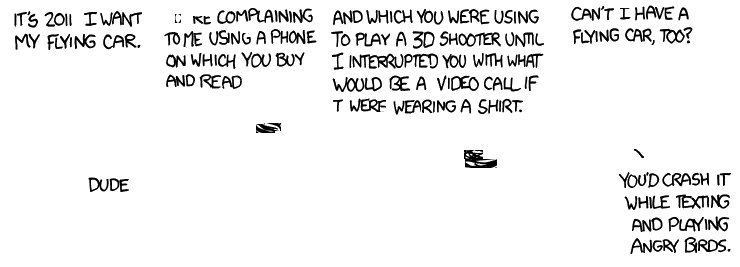 IT'S 2011 I WANT
MY FLYING CAR.
DUDE
COMPLAINING
TO ME USING A PHONE
ON WHICH YOU BUY
AND READ
AND WHICH YOU WERE USING
TO PLAY A 3D SHOOTER UNTIL
I INTERRUPTED YOU WITH WHAT
WOULD BE A VIDEO CALL IF
I WERE WEARING A SHIRT.
CAN'T I HAVE A
FLYING CAR, TOO?
YOU'D CRASH IT
WHILE TEXTING
AND PLAYING
ANGRY BIRDS.